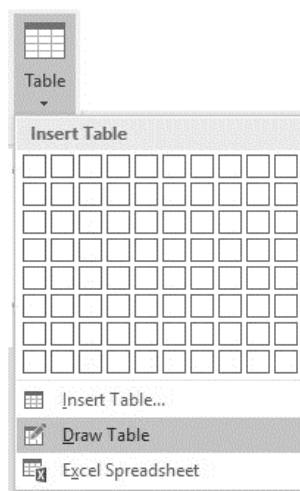 Table
Insert Table
Insert Table...
Draw Table
Excel Spreadsheet